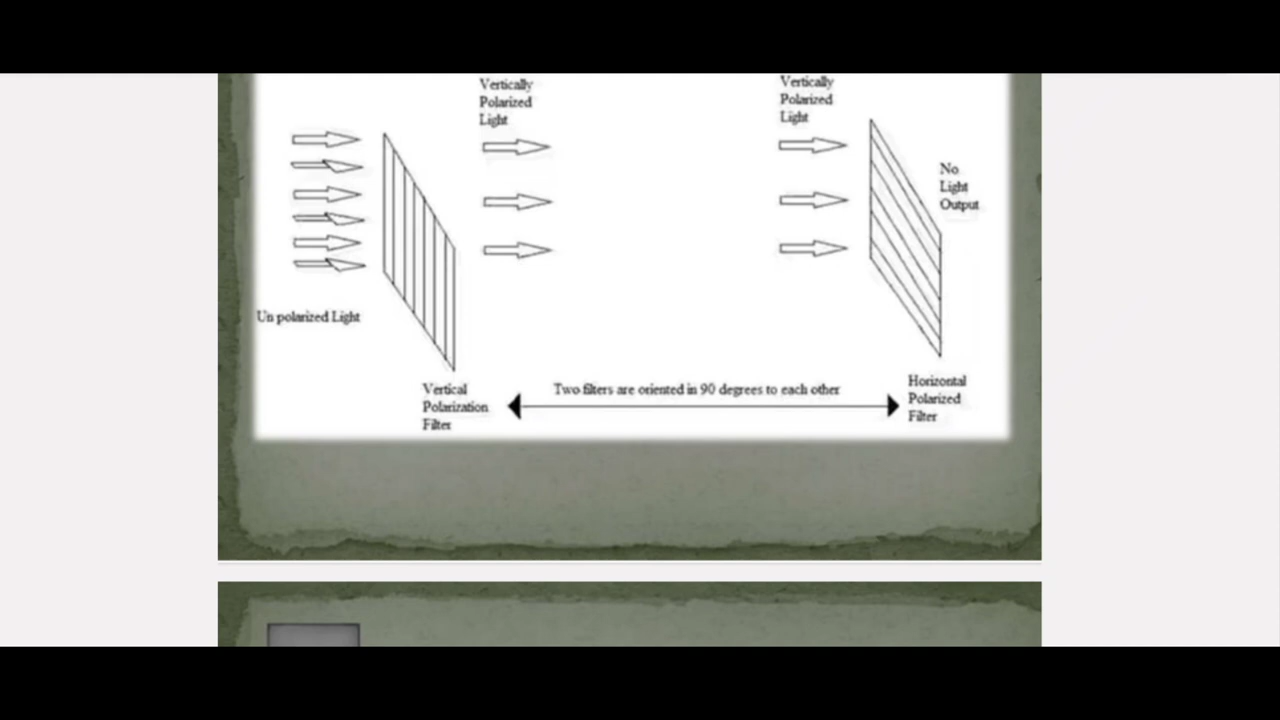 Vertically
Polarized
Light
Vertically
Polarized
Light
No
Light
Output
Un polarized Light
Vertical
Polarization
Filter
Two filters are oriented in 90 degrees to each other
Horizontal
Polarized
Filter